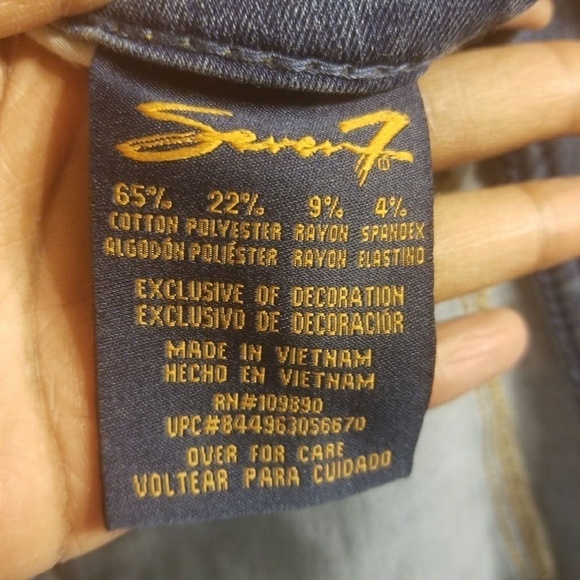 Seven7
65% 22% 9% 4%
COTTON POLYESTER RAYON SPANDEX
ALGODÓN POLIÉSTER RAYON ELASTINO
EXCLUSIVE OF DECORATION
EXCLUSIVO DE DECORACIÓR
MADE IN VIETNAM
HECHO EN VIETNAM
RN#109890
UPC#844963056670
OVER FOR CARE
VOLTEAR PARA CUIDADO